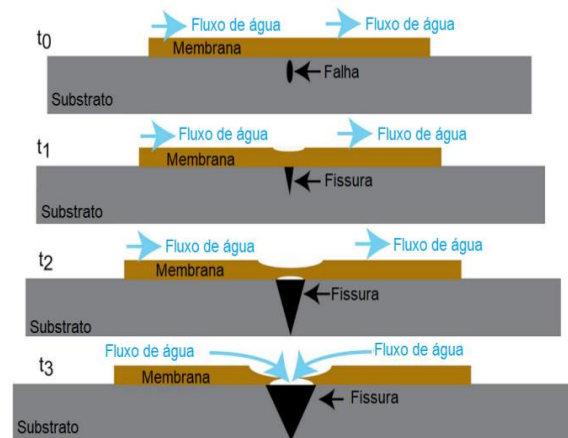 Fluxo de água Fluxo de água
t0
Membrana
Falha
Substrato
Fluxo de água Fluxo de água
t1
Membrana
Fissura
Substrato
Fluxo de água Fluxo de água
t2
Membrana
Fissura
Substrato
Fluxo de água Fluxo de água
t3
Membrana
Fissura
Substrato